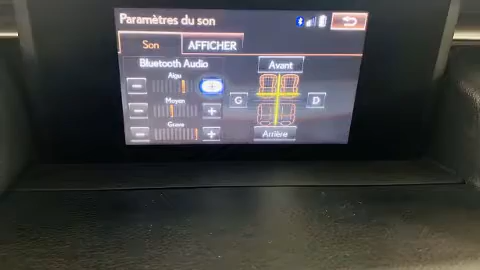 Paramètres du son
Son AFFICHER
Bluetooth Audio
Aigu
Moyen
Grave
Avant
G D
Arrière